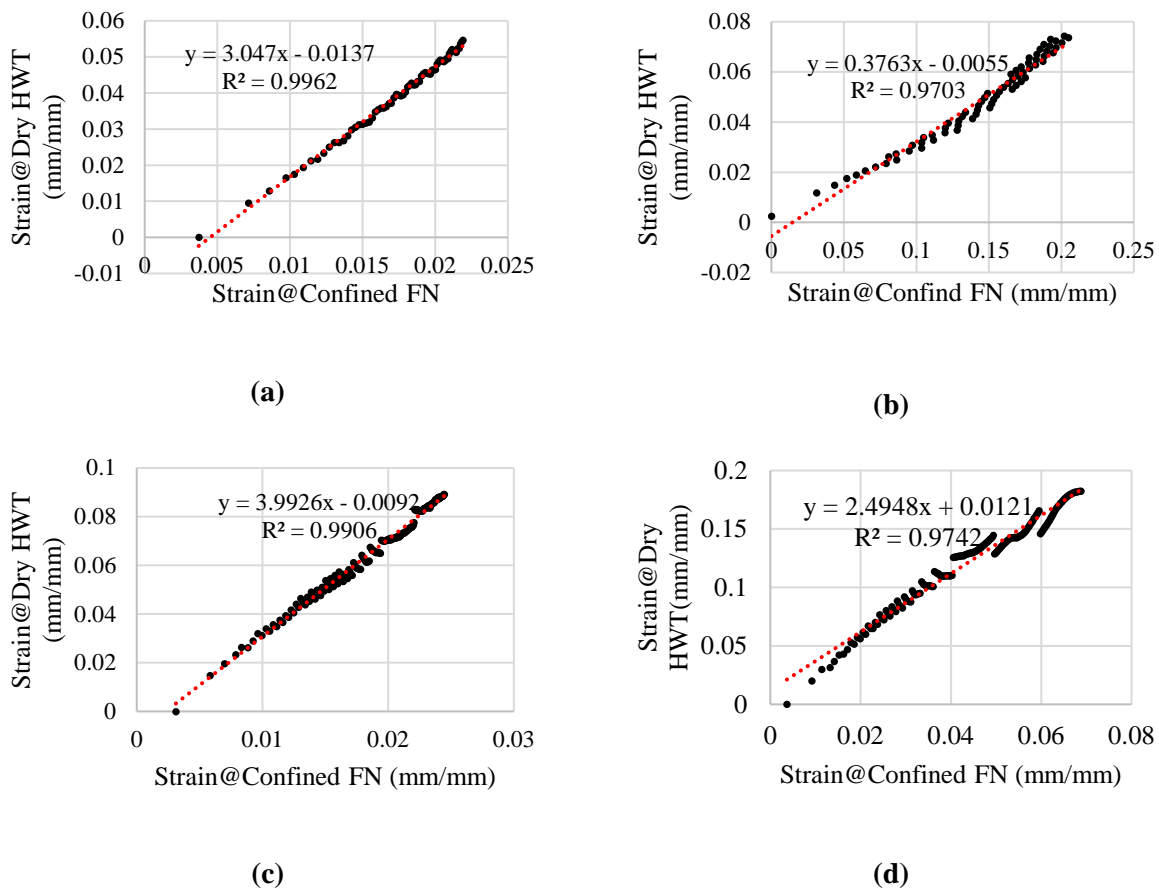 Strain@Dry HWT
(mm/mm)
0.06
0.05
0.04
0.03
0.02
0.01
0
-0.01
y = 3.047x - 0.0137
R² = 0.9962
0 0.005 0.01 0.015 0.02 0.025
Strain@Confined FN
(a)
Strain@Dry HWT
(mm/mm)
0.08
0.06
0.04
0.02
0
-0.02
y = 0.3763x - 0.0055
R² = 0.9703
0 0.05 0.1 0.15 0.2 0.25
Strain@Confind FN (mm/mm)
(b)
Strain@Dry HWT
(mm/mm)
0.1
0.08
0.06
0.04
0.02
0
y = 3.9926x - 0.0092
R² = 0.9906
0 0.01 0.02 0.03
Strain@Confined FN (mm/mm)
(c)
Strain@Dry
HWT(mm/mm)
0.2
0.15
0.1
0.05
0
y = 2.4948x + 0.0121
R² = 0.9742
0 0.02 0.04 0.06 0.08
Strain@Confined FN (mm/mm)
(d)